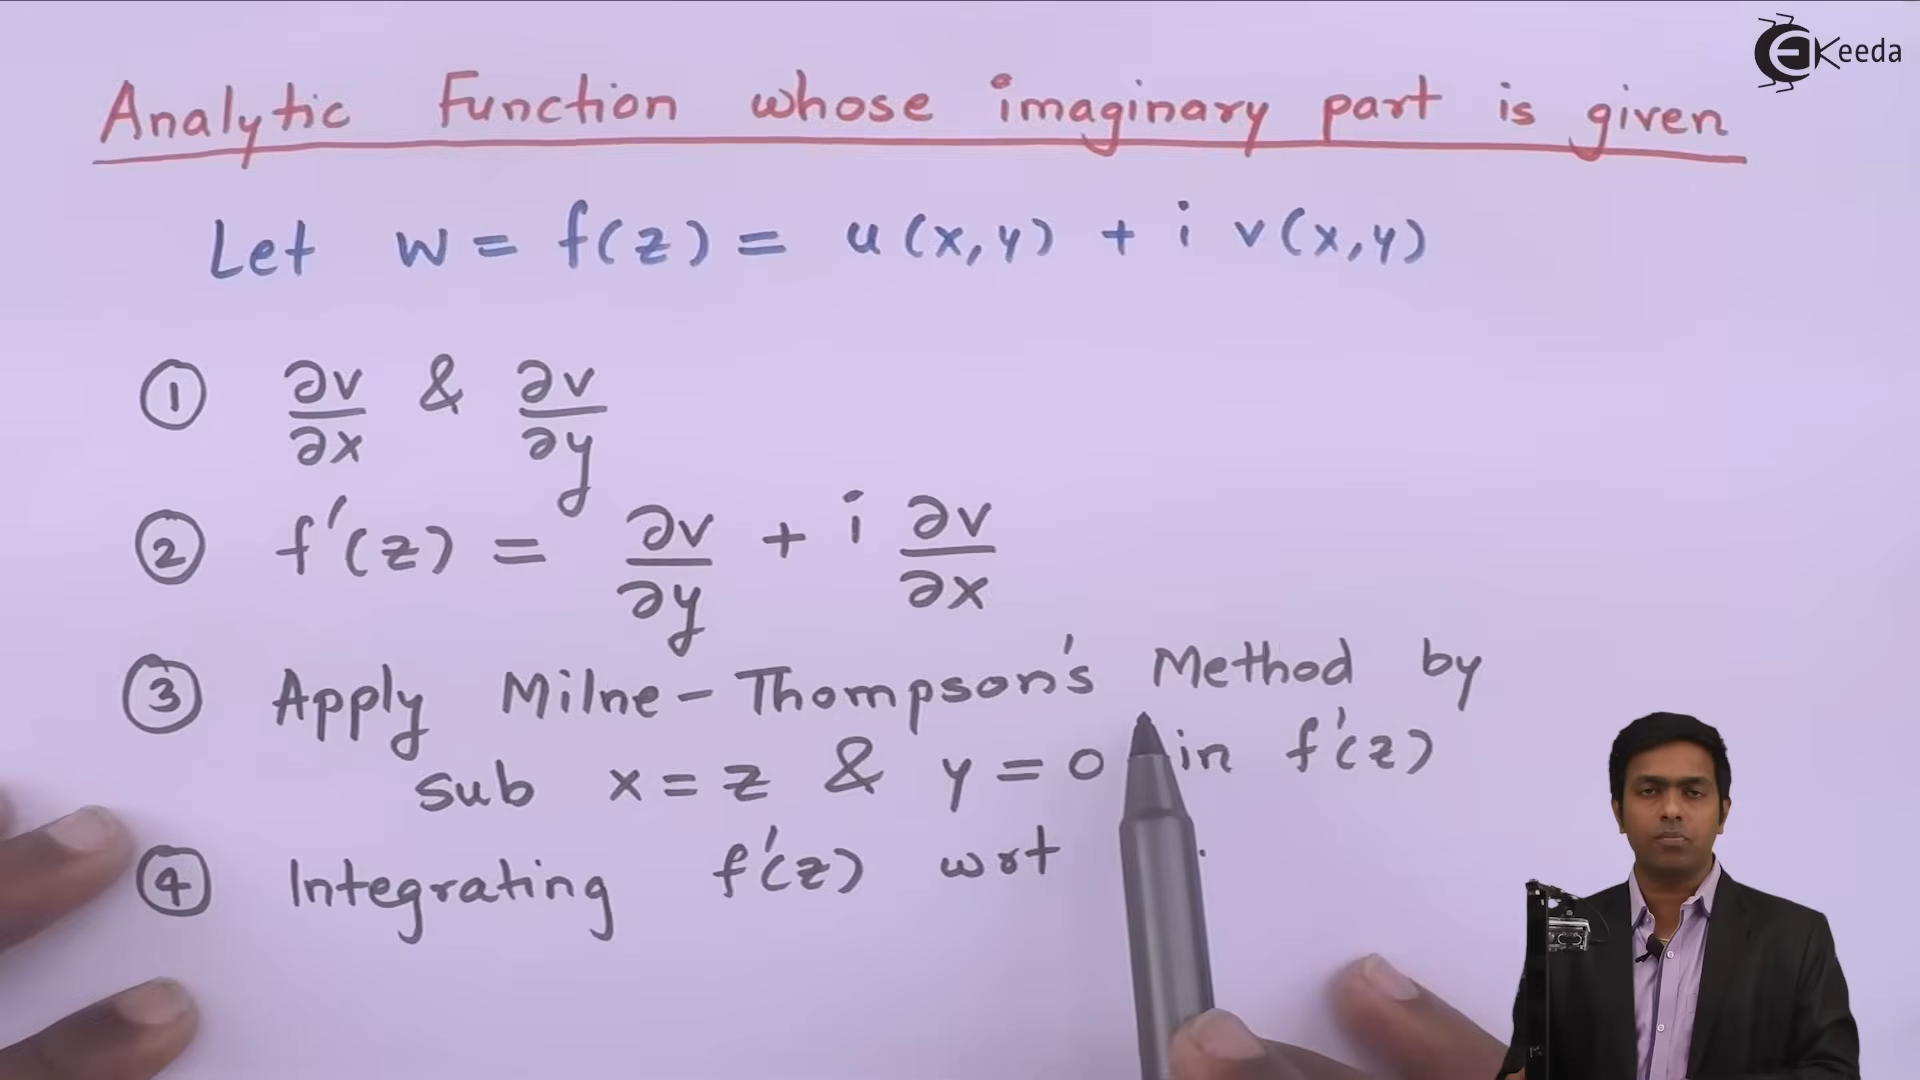 Keeda
Analytic Function whose imaginary part is given
Let w = f(z) = u(x,y) + i v(x,y)
① ∂v/∂x & ∂v/∂y
② f'(z) = ∂v/∂y + i ∂v/∂x
③ Apply Milne-Thompson's Method by
sub x = z & y = 0 in f'(z)
④ Integrating f'(z) wrt